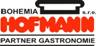 BOHEMIA s.r.o.
HOFMANN
PARTNER GASTRONOMIE